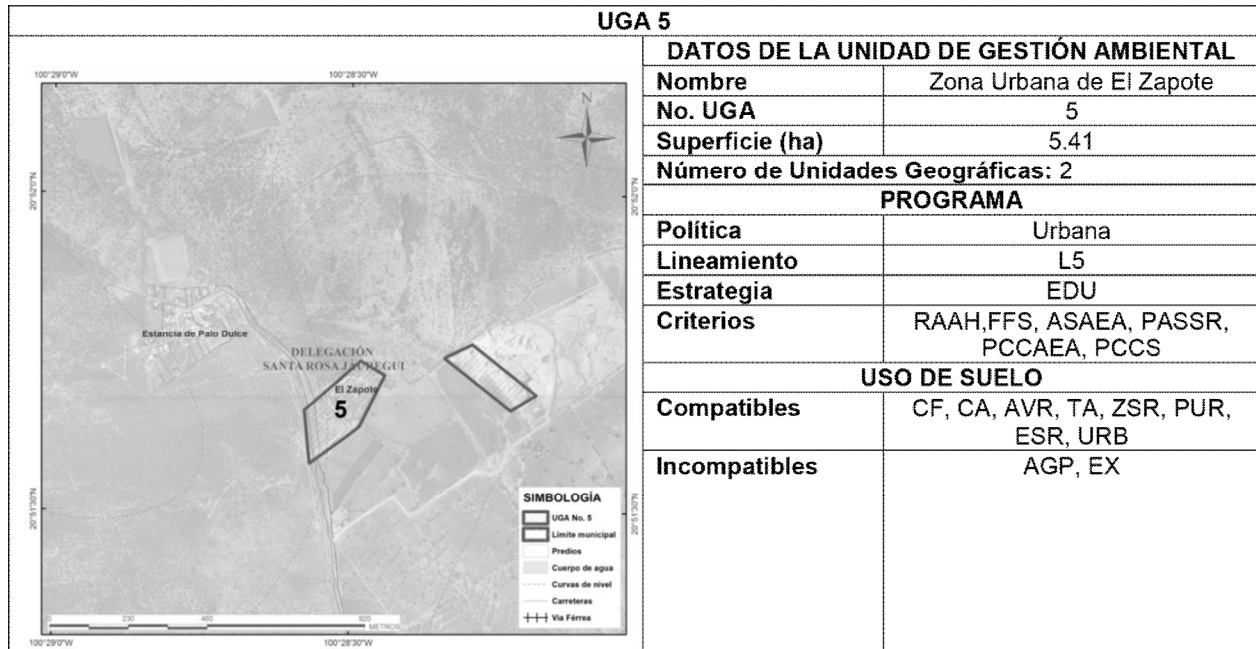 UGA 5
100°29'0"W 100°28'30"W
N
20°52'0"N 20°52'0"N
Estancia de Palo Dulce
DELEGACIÓN
SANTA ROSA JÁUREGUI
El Zapote
5
20°51'30"N 20°51'30"N
SIMBOLOGÍA
UGA No. 5
Límite municipal
Predios
Cuerpo de agua
Curvas de nivel
Carreteras
Vía Férrea
0 230 460 920
METROS
100°29'0"W 100°28'30"W
DATOS DE LA UNIDAD DE GESTIÓN AMBIENTAL
Nombre Zona Urbana de El Zapote
No. UGA 5
Superficie (ha) 5.41
Número de Unidades Geográficas: 2
PROGRAMA
Política Urbana
Lineamiento L5
Estrategia EDU
Criterios RAAH,FFS, ASAEA, PASSR,
PCCAEA, PCCS
USO DE SUELO
Compatibles CF, CA, AVR, TA, ZSR, PUR,
ESR, URB
Incompatibles AGP, EX